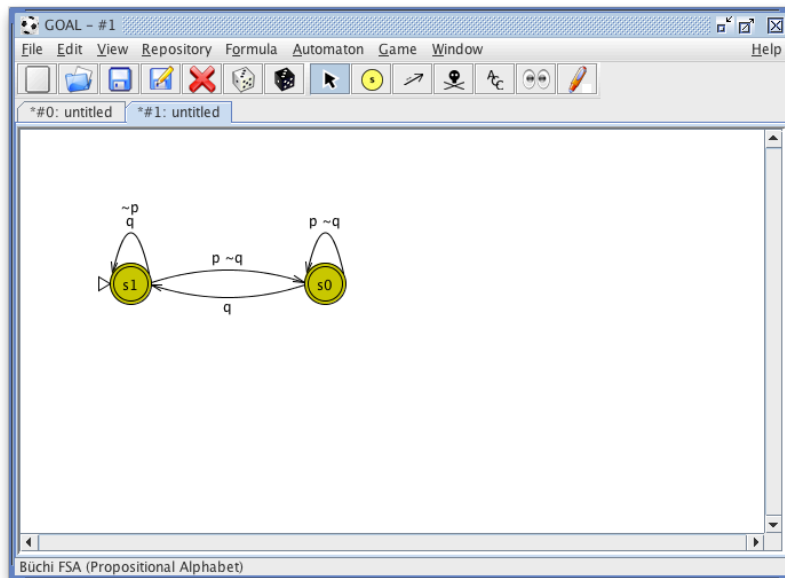 GOAL – #1
File Edit View Repository Formula Automaton Game Window Help
s ACC
*#0: untitled *#1: untitled
~p
q
p ~q
p ~q
s1
s0
q
Büchi FSA (Propositional Alphabet)